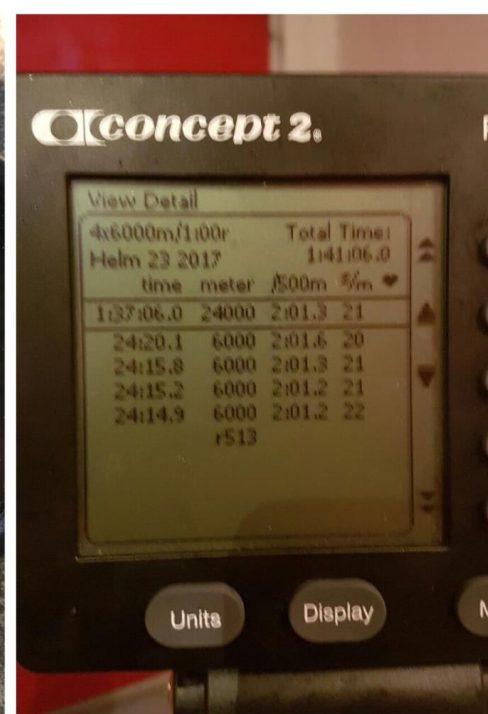 concept 2®
View Detail
4x6000m/1:00r Total Time:
Helm 23 2017 1:41:06.0
time meter /500m s/m ♥
1:37:06.0 24000 2:01.3 21
24:20.1 6000 2:01.6 20
24:15.8 6000 2:01.3 21
24:15.2 6000 2:01.2 21
24:14.9 6000 2:01.2 22
r513
Units Display